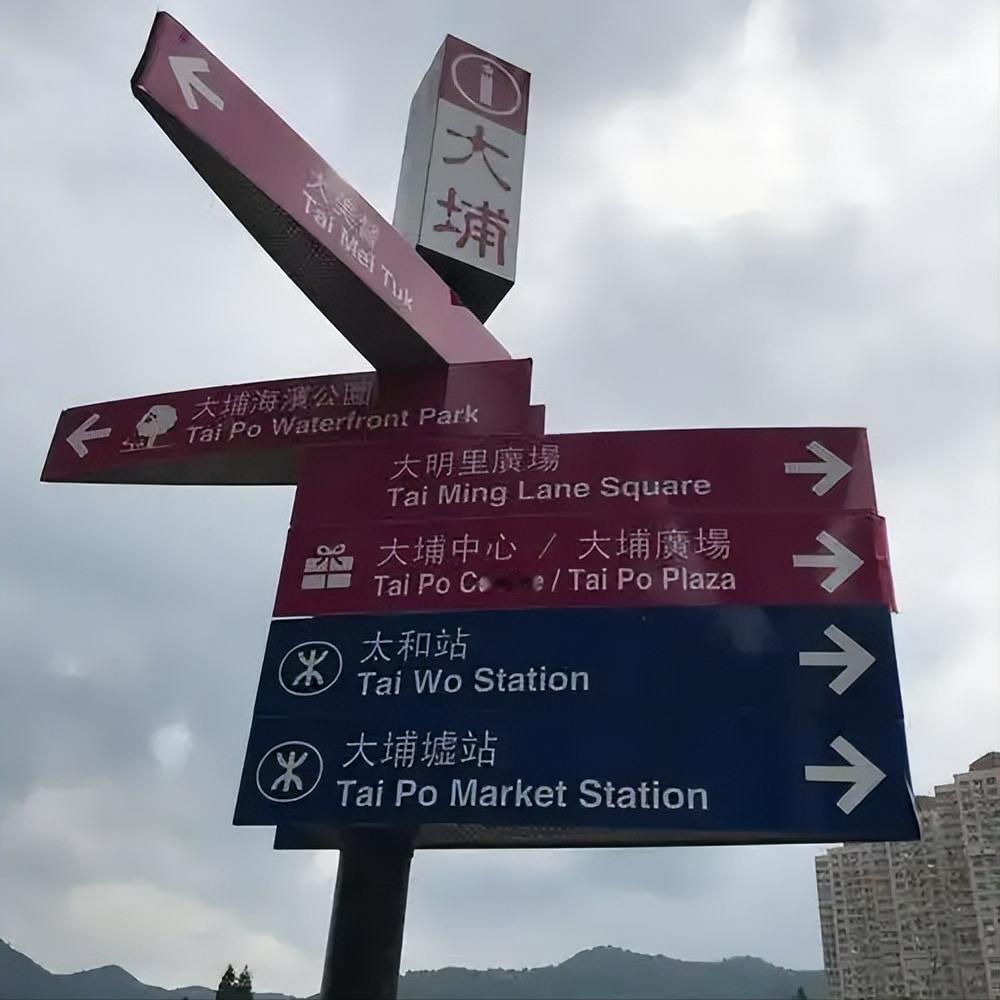 i
大
埔
大美督
Tai Mei Tuk
大埔海濱公園
Tai Po Waterfront Park
大明里廣場
Tai Ming Lane Square
大埔中心 / 大埔廣場
Tai Po / Tai Po Plaza
太和站
Tai Wo Station
大埔墟站
Tai Po Market Station